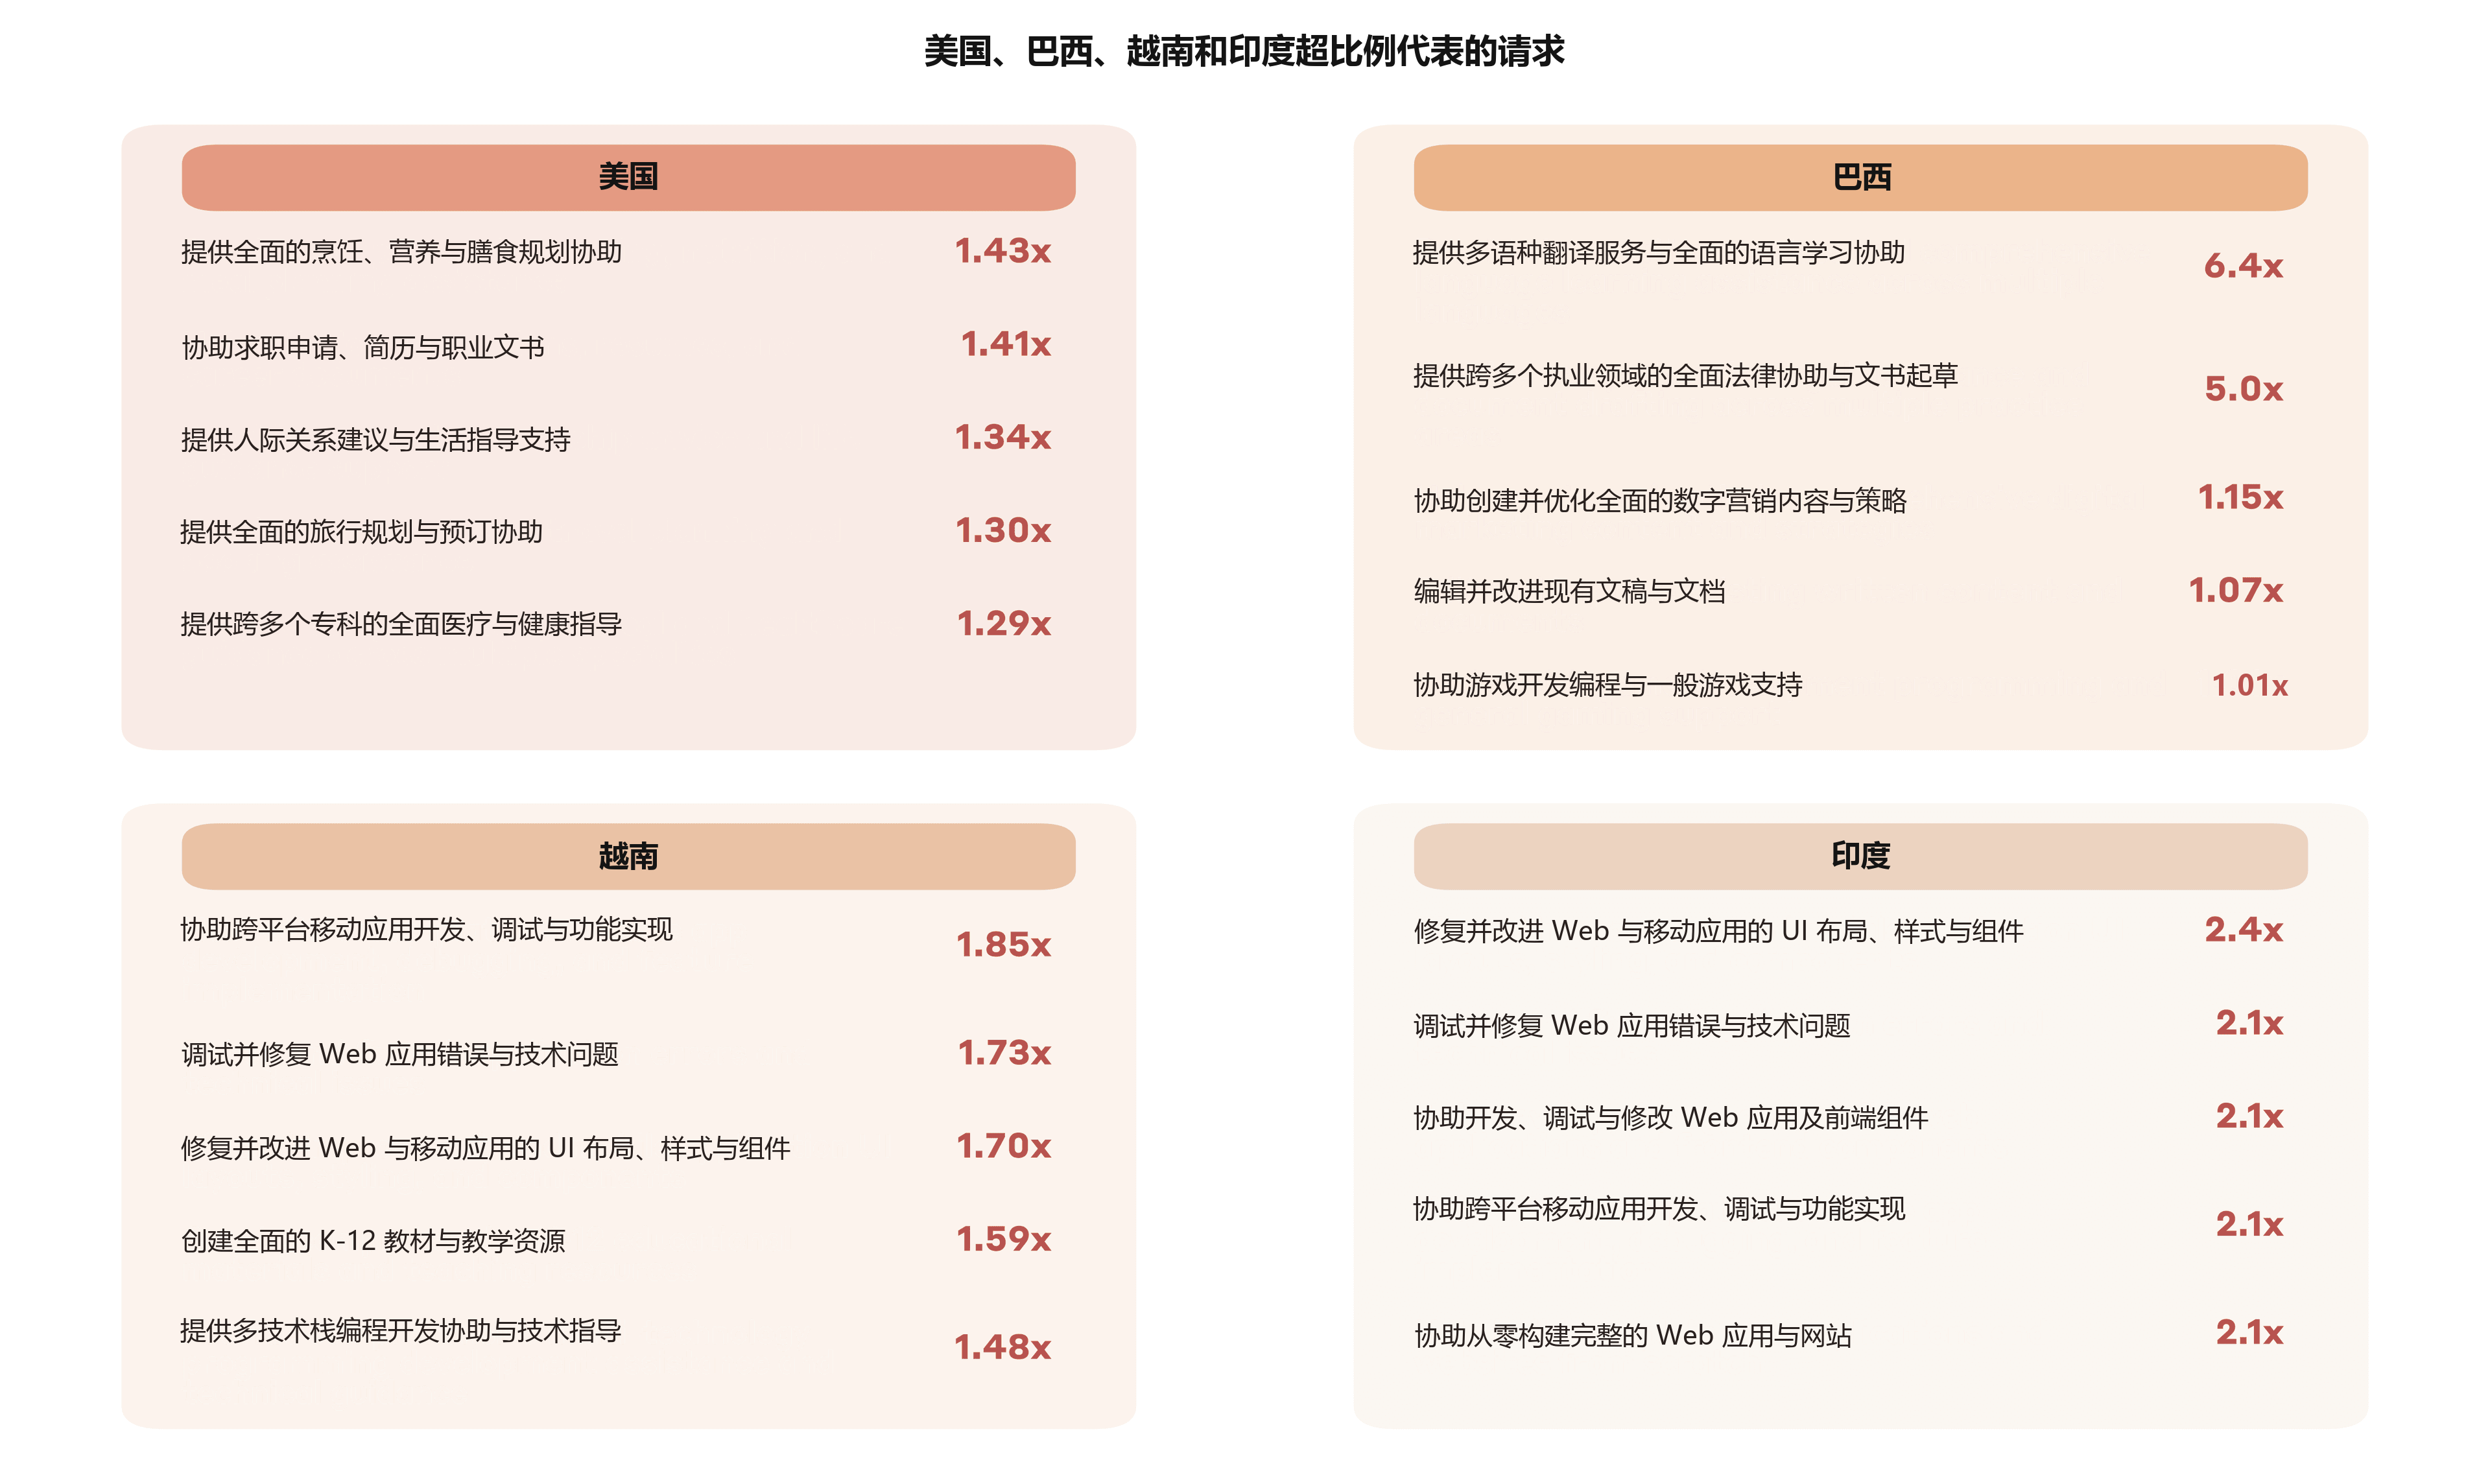 美国、巴西、越南和印度超比例代表的请求
美国
提供全面的烹饪、营养与膳食规划协助 1.43x
协助求职申请、简历与职业文书 1.41x
提供人际关系建议与生活指导支持 1.34x
提供全面的旅行规划与预订协助 1.30x
提供跨多个专科的全面医疗与健康指导 1.29x
巴西
提供多语种翻译服务与全面的语言学习协助 6.4x
提供跨多个执业领域的全面法律协助与文书起草 5.0x
协助创建并优化全面的数字营销内容与策略 1.15x
编辑并改进现有文稿与文档 1.07x
协助游戏开发编程与一般游戏支持 1.01x
越南
协助跨平台移动应用开发、调试与功能实现 1.85x
调试并修复 Web 应用错误与技术问题 1.73x
修复并改进 Web 与移动应用的 UI 布局、样式与组件 1.70x
创建全面的 K-12 教材与教学资源 1.59x
提供多技术栈编程开发协助与技术指导 1.48x
印度
修复并改进 Web 与移动应用的 UI 布局、样式与组件 2.4x
调试并修复 Web 应用错误与技术问题 2.1x
协助开发、调试与修改 Web 应用及前端组件 2.1x
协助跨平台移动应用开发、调试与功能实现 2.1x
协助从零构建完整的 Web 应用与网站 2.1x